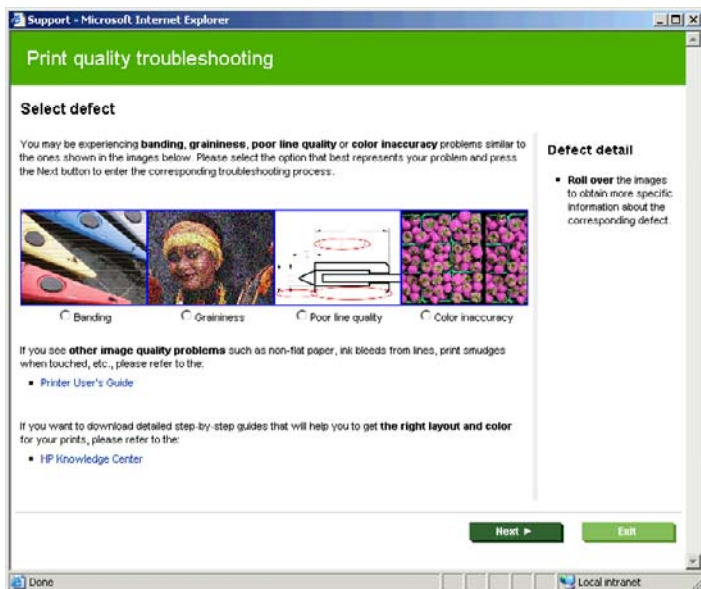 Support - Microsoft Internet Explorer
Print quality troubleshooting
Select defect
You may be experiencing banding, graininess, poor line quality or color inaccuracy problems similar to
the ones shown in the images below. Please select the option that best represents your problem and press
the Next button to enter the corresponding troubleshooting process.
Banding
Graininess
Poor line quality
Color inaccuracy
If you see other image quality problems such as non-flat paper, ink bleeds from lines, print smudges
when touched, etc., please refer to the:
Printer User's Guide
If you want to download detailed step-by-step guides that will help you to get the right layout and color
for your prints, please refer to the:
HP Knowledge Center
Defect detail
Roll over the images
to obtain more specific
information about the
corresponding defect.
Next
Exit
Done
Local intranet